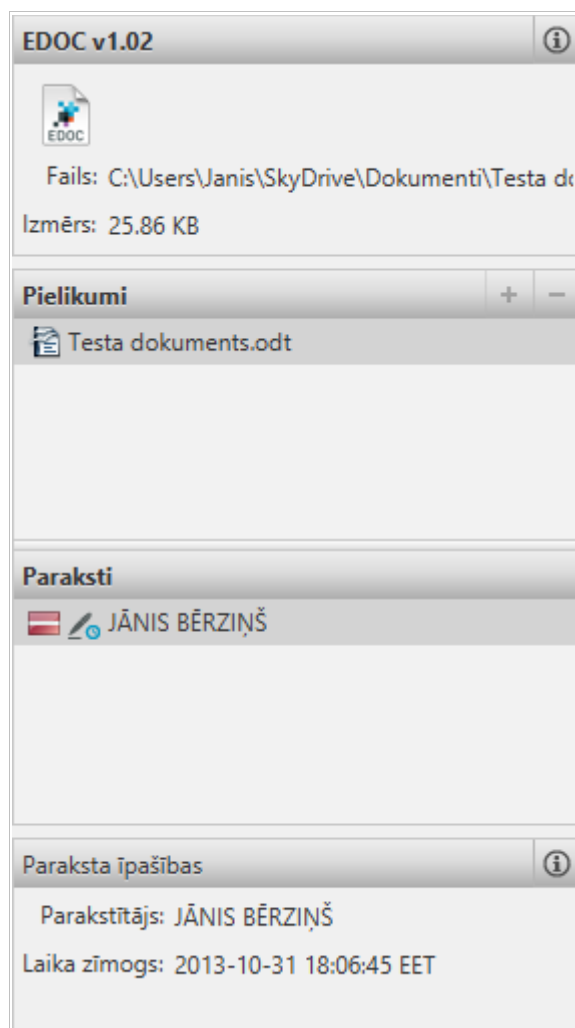 EDOC v1.02
EDOC
Fails: C:\Users\Janis\SkyDrive\Dokumenti\Testa do
Izmērs: 25.86 KB
Pielikumi
Testa dokuments.odt
Paraksti
JĀNIS BĒRZIŅŠ
Paraksta īpašības
Parakstītājs: JĀNIS BĒRZIŅŠ
Laika zīmogs: 2013-10-31 18:06:45 EET